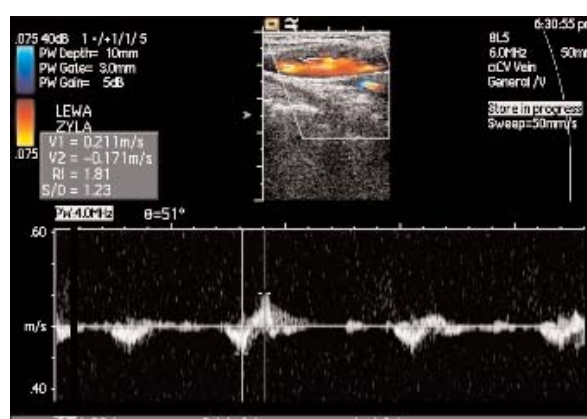 6:30:55 pm
.075 40dB 1 -/+1/1/ 5
PW Depth= 10mm
PW Gate= 3.0mm
PW Gain= 5dB
LEWA
ZYLA
.075
V1 = 0.211m/s
V2 = -0.171m/s
RI = 1.81
S/D = 1.23
8L5
6.0MHz 50mm
General /V
Store in progress
Sweep=50mm/s
PW:4.0MHz θ=51°
.60
m/s
.40